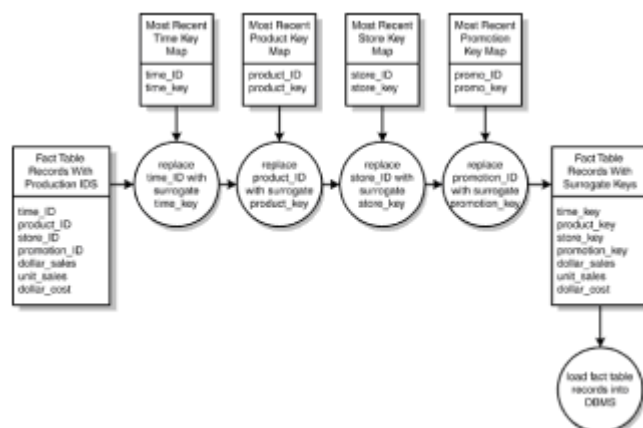 Most Recent
Time Key
Map
time_ID
time_key
Most Recent
Product Key
Map
product_ID
product_key
Most Recent
Store Key
Map
store_ID
store_key
Most Recent
Promotion
Key Map
promo_ID
promo_key
Fact Table
Records With
Production IDS
time_ID
product_ID
store_ID
promotion_ID
dollar_sales
unit_sales
dollar_cost
replace
time_ID with
surrogate
time_key
replace
product_ID
with surrogate
product_key
replace
store_ID with
surrogate
store_key
replace
promotion_ID
with surrogate
promotion_key
Fact Table
Records With
Surrogate Keys
time_key
product_key
store_key
promotion_key
dollar_sales
unit_sales
dollar_cost
load fact table
records into
DBMS